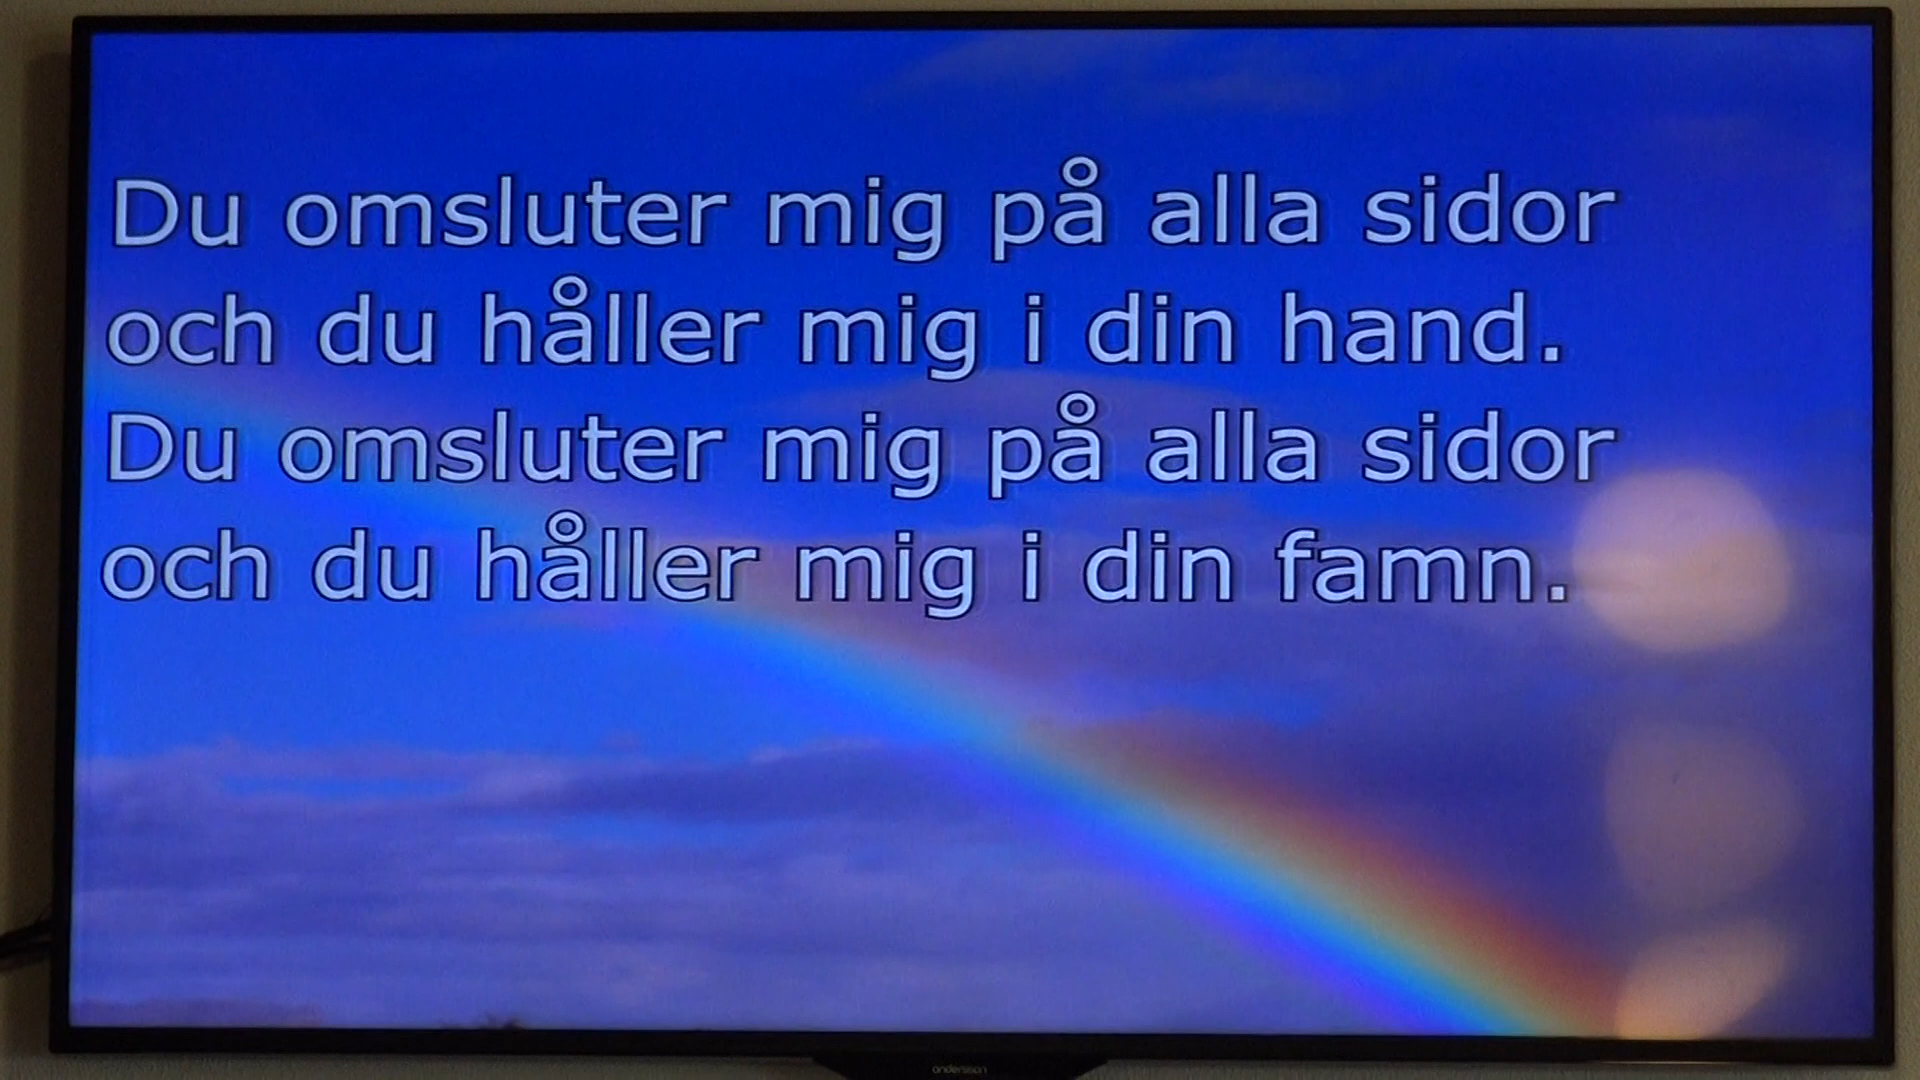 Du omsluter mig på alla sidor
och du håller mig i din hand.
Du omsluter mig på alla sidor
och du håller mig i din famn.
andersson